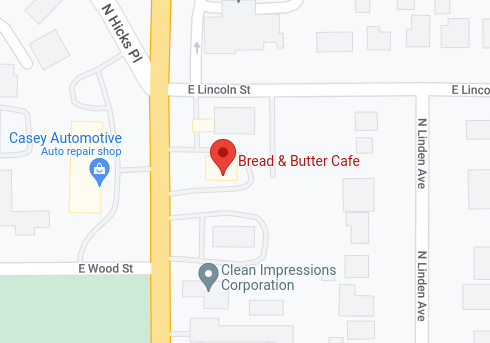 N Hicks Pl
E Lincoln St
E Linco
Casey Automotive
Auto repair shop
Bread & Butter Cafe
N Linden Ave
E Wood St
Clean Impressions
Corporation
N Linden Ave